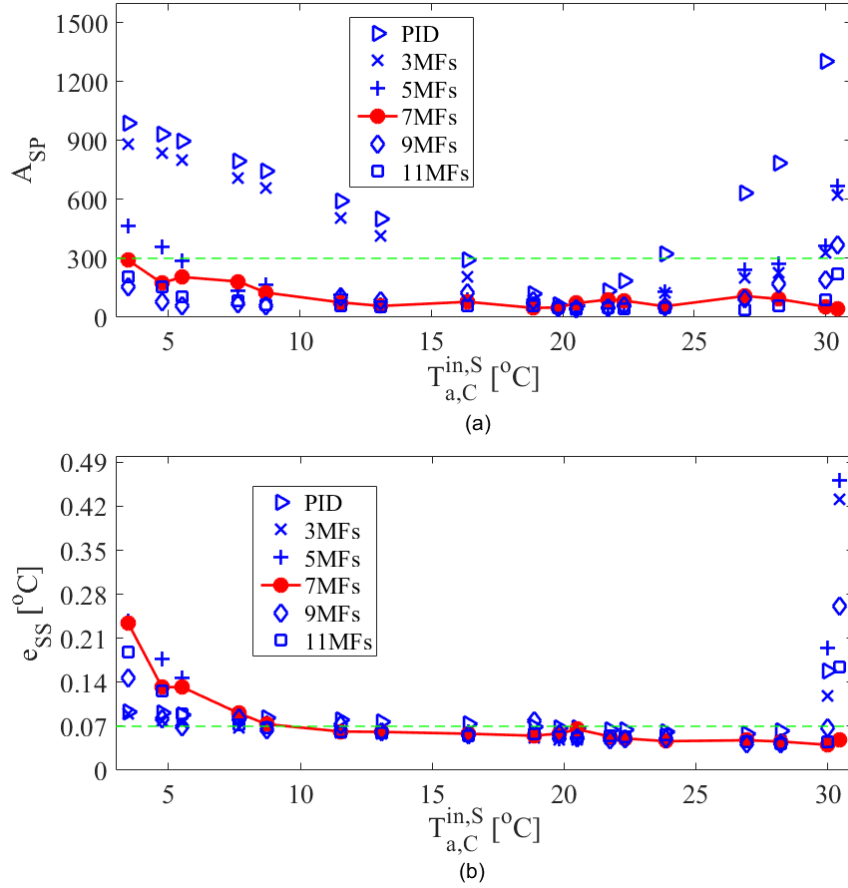 1500
1200
900
600
300
0
A_SP
PID
3MFs
5MFs
7MFs
9MFs
11MFs
5 10 15 20 25 30
T_{a,C}^{in,S} [°C]
(a)
0.49
0.42
0.35
0.28
0.21
0.14
0.07
0
e_SS [°C]
PID
3MFs
5MFs
7MFs
9MFs
11MFs
5 10 15 20 25 30
T_{a,C}^{in,S} [°C]
(b)